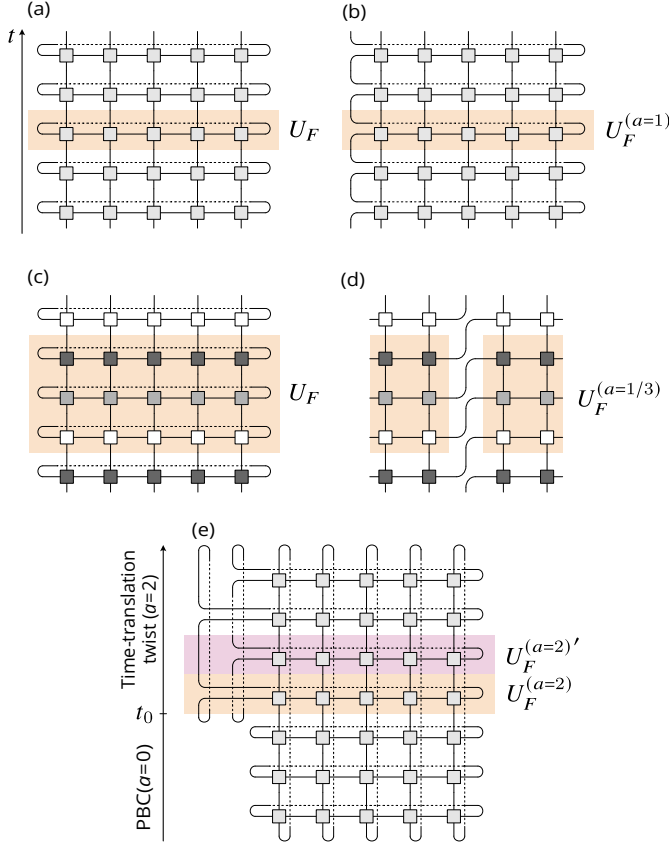 (a)
(b)
t
U_F
U_F^{(a=1)}
(c)
(d)
U_F
U_F^{(a=1/3)}
(e)
Time-translation
twist (a=2)
U_F^{(a=2)}′
U_F^{(a=2)}
t_0
PBC(a=0)